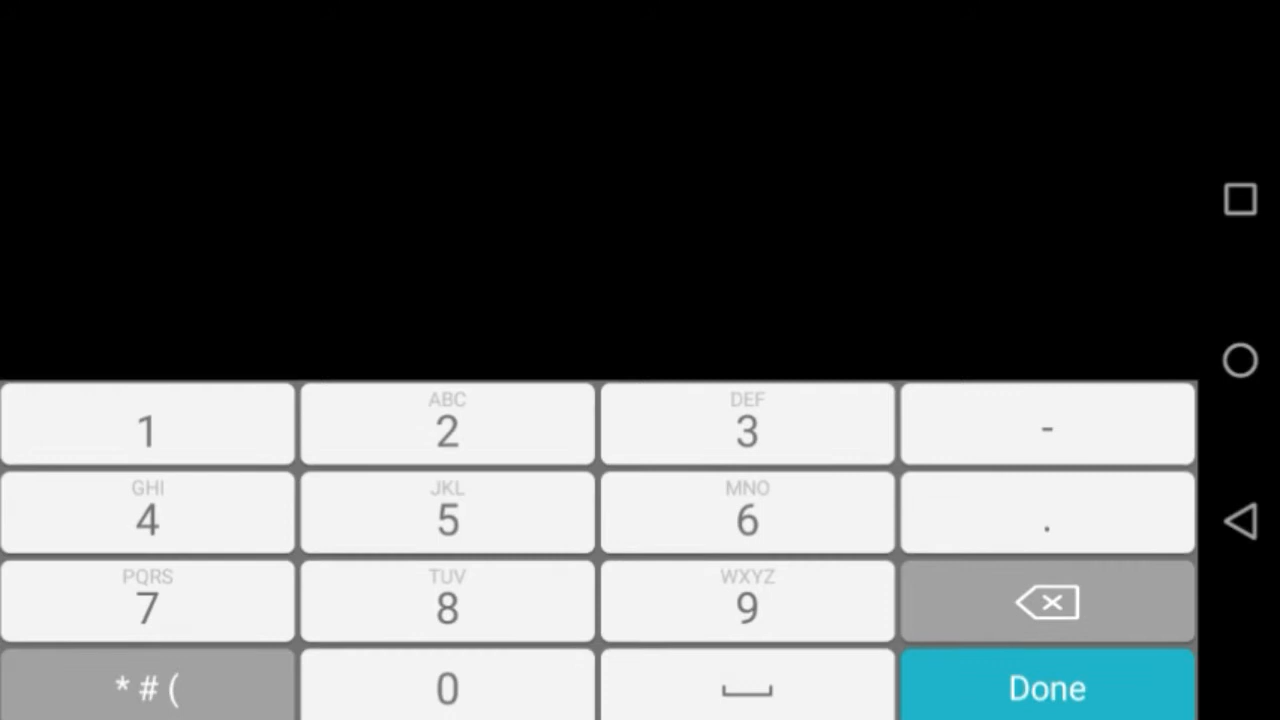 1 ABC 2 DEF 3 -
GHI 4 JKL 5 MNO 6 .
PQRS 7 TUV 8 WXYZ 9
* # ( 0 Done